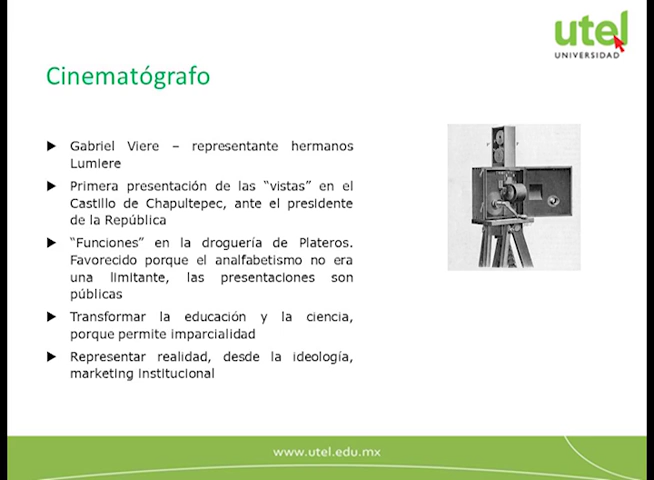 utel
UNIVERSIDAD
Cinematógrafo
Gabriel Viere – representante hermanos
Lumiere
Primera presentación de las “vistas” en el
Castillo de Chapultepec, ante el presidente
de la República
“Funciones” en la droguería de Plateros.
Favorecido porque el analfabetismo no era
una limitante, las presentaciones son
públicas
Transformar la educación y la ciencia,
porque permite imparcialidad
Representar realidad, desde la ideología,
marketing institucional
www.utel.edu.mx